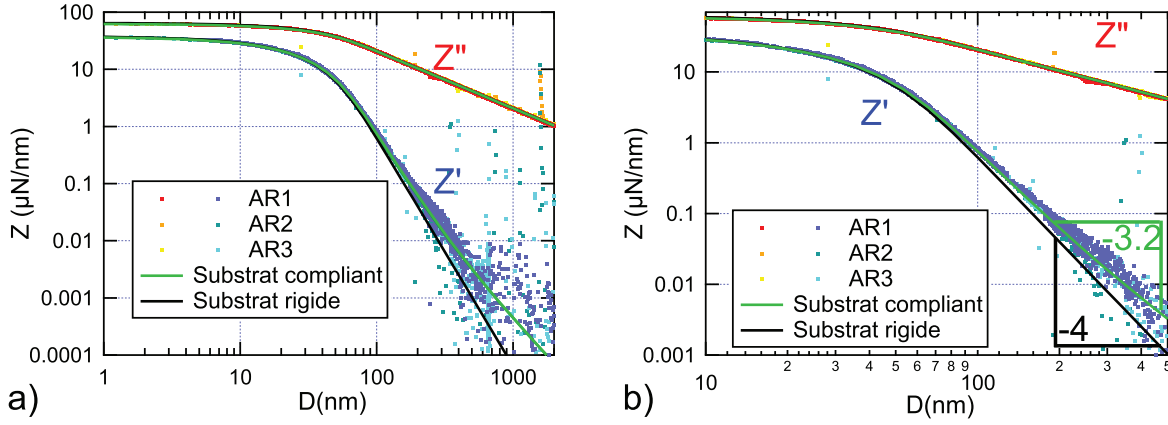 100
10
1
0.1
0.01
0.001
0.0001
Z (µN/nm)
Z"
Z'
AR1
AR2
AR3
Substrat compliant
Substrat rigide
1
10
100
1000
D(nm)
a)
10
1
0.1
0.01
0.001
Z (µN/nm)
Z"
Z'
AR1
AR2
AR3
Substrat compliant
Substrat rigide
-3.2
-4
10
2 3 4 5 6 7 8 9
100
2 3 4 5
D(nm)
b)